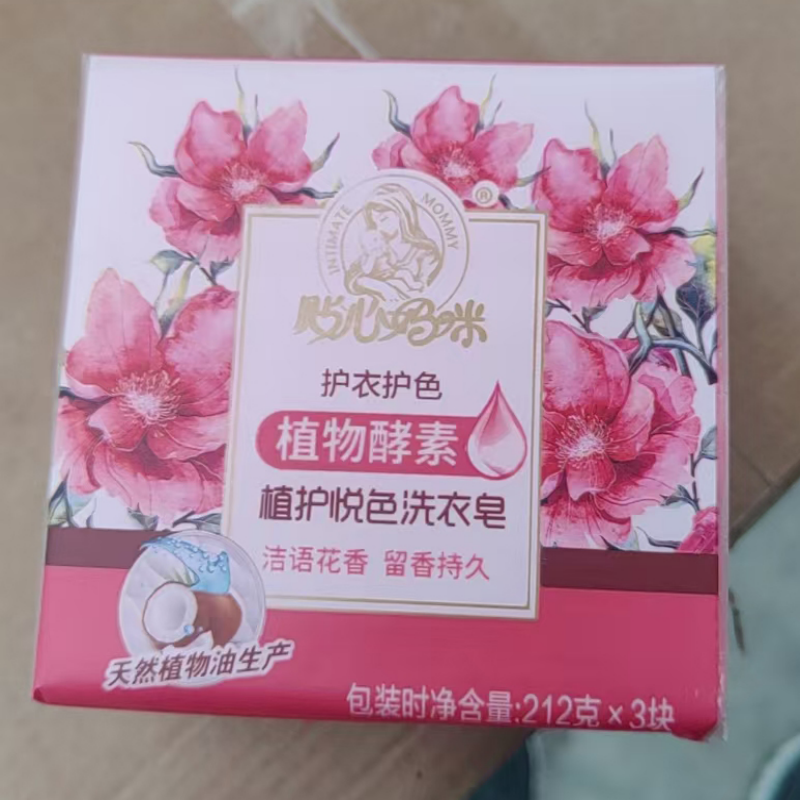 INTIMATE MOMMY
®
贴心妈咪
护衣护色
植物酵素
植护悦色洗衣皂
洁语花香 留香持久
天然植物油生产
包装时净含量:212克×3块